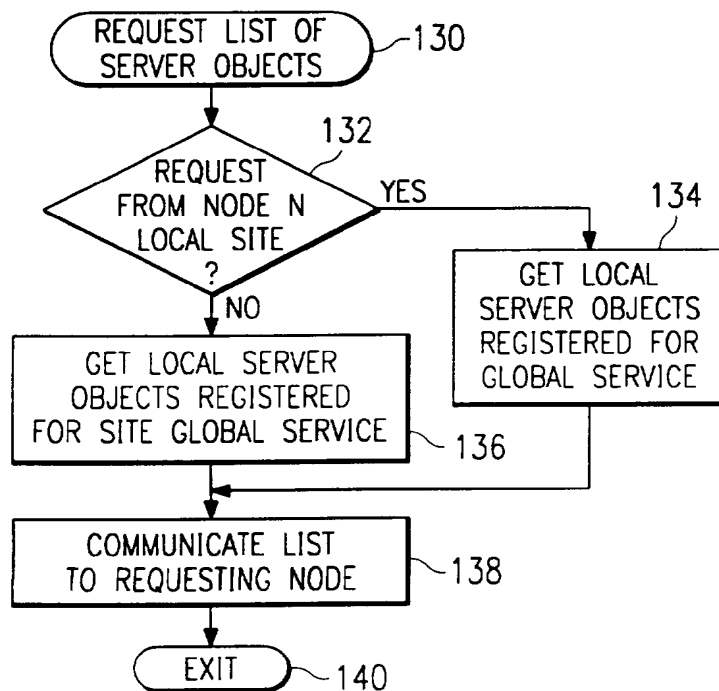 REQUEST LIST OF
SERVER OBJECTS
130
132
REQUEST
FROM NODE N
LOCAL SITE
?
YES
134
GET LOCAL
SERVER OBJECTS
REGISTERED FOR
GLOBAL SERVICE
NO
GET LOCAL SERVER
OBJECTS REGISTERED
FOR SITE GLOBAL SERVICE
136
COMMUNICATE LIST
TO REQUESTING NODE
138
EXIT
140